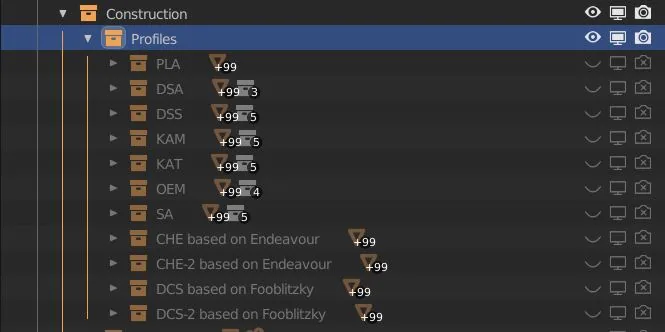 Construction
Profiles
PLA +99
DSA +99 3
DSS +99 5
KAM +99 5
KAT +99 5
OEM +99 4
SA +99 5
CHE based on Endeavour +99
CHE-2 based on Endeavour +99
DCS based on Fooblitzky +99
DCS-2 based on Fooblitzky +99